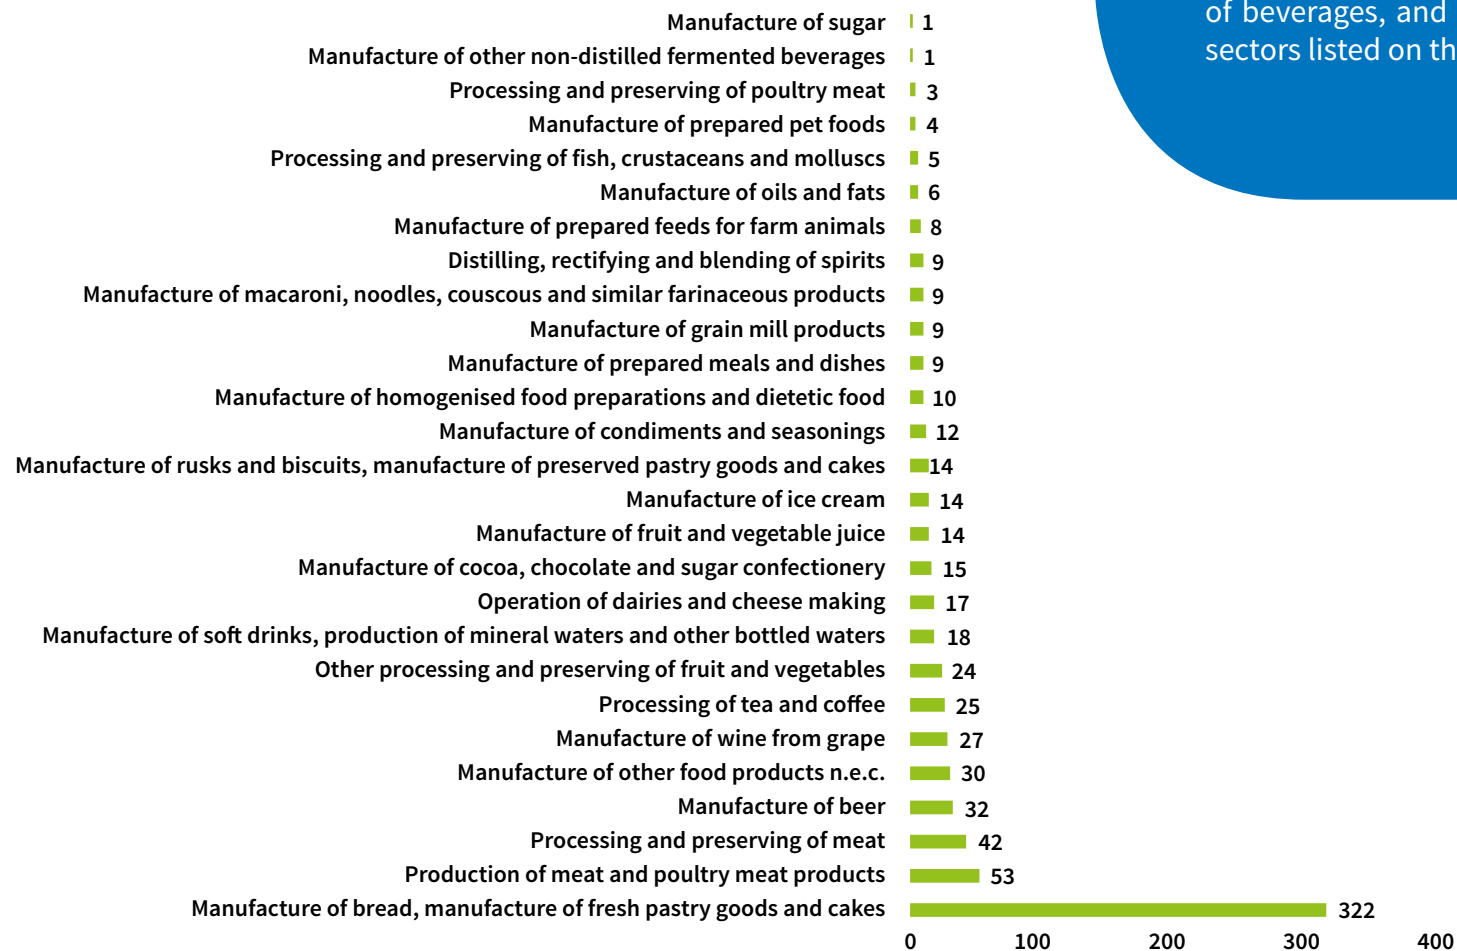 of beverages, and
sectors listed on th
Manufacture of sugar 1
Manufacture of other non-distilled fermented beverages 1
Processing and preserving of poultry meat 3
Manufacture of prepared pet foods 4
Processing and preserving of fish, crustaceans and molluscs 5
Manufacture of oils and fats 6
Manufacture of prepared feeds for farm animals 8
Distilling, rectifying and blending of spirits 9
Manufacture of macaroni, noodles, couscous and similar farinaceous products 9
Manufacture of grain mill products 9
Manufacture of prepared meals and dishes 9
Manufacture of homogenised food preparations and dietetic food 10
Manufacture of condiments and seasonings 12
Manufacture of rusks and biscuits, manufacture of preserved pastry goods and cakes 14
Manufacture of ice cream 14
Manufacture of fruit and vegetable juice 14
Manufacture of cocoa, chocolate and sugar confectionery 15
Operation of dairies and cheese making 17
Manufacture of soft drinks, production of mineral waters and other bottled waters 18
Other processing and preserving of fruit and vegetables 24
Processing of tea and coffee 25
Manufacture of wine from grape 27
Manufacture of other food products n.e.c. 30
Manufacture of beer 32
Processing and preserving of meat 42
Production of meat and poultry meat products 53
Manufacture of bread, manufacture of fresh pastry goods and cakes 322
0 100 200 300 400